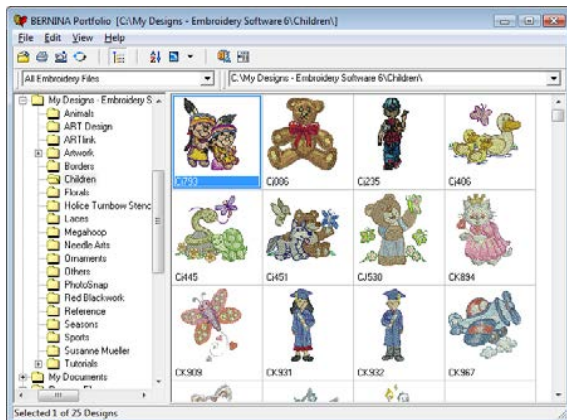 BERNINA Portfolio [C:\My Designs - Embroidery Software 6\Children\]
File Edit View Help
All Embroidery Files
C:\My Designs - Embroidery Software 6\Children\
My Designs - Embroidery S
Animals
ART Design
ARTlink
Artwork
Borders
Children
Florals
Holice Turnbow Stenc
Laces
Megahoop
Needle Arts
Ornaments
Others
PhotoSnap
Red Blackwork
Reference
Seasons
Sports
Susanne Mueller
Tutorials
My Documents
CJ793 CJ086 CJ235 CJ406
CJ445 CJ451 CJ530 CK894
CK909 CK931 CK932 CK967
Selected 1 of 25 Designs